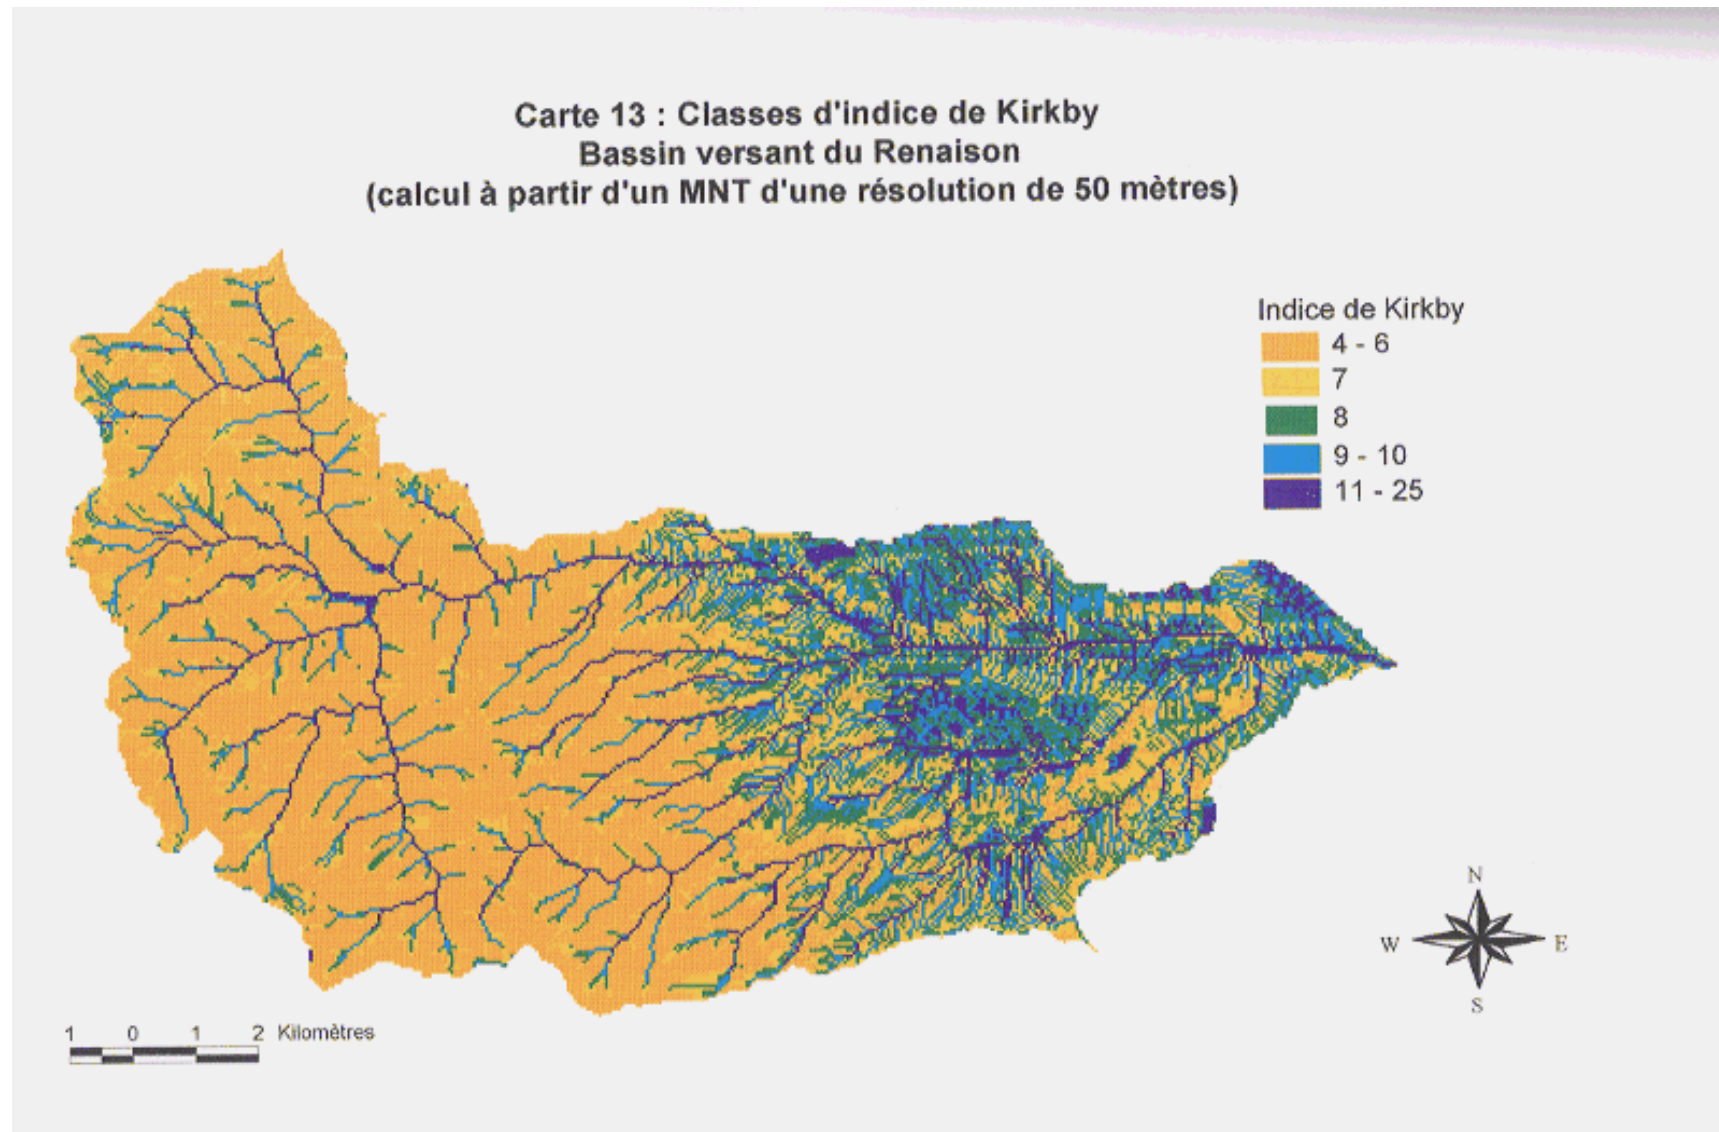 Carte 13 : Classes d'indice de Kirkby
Bassin versant du Renaison
(calcul à partir d'un MNT d'une résolution de 50 mètres)
Indice de Kirkby
4 - 6
7
8
9 - 10
11 - 25
N
W E
S
1 0 1 2 Kilomètres